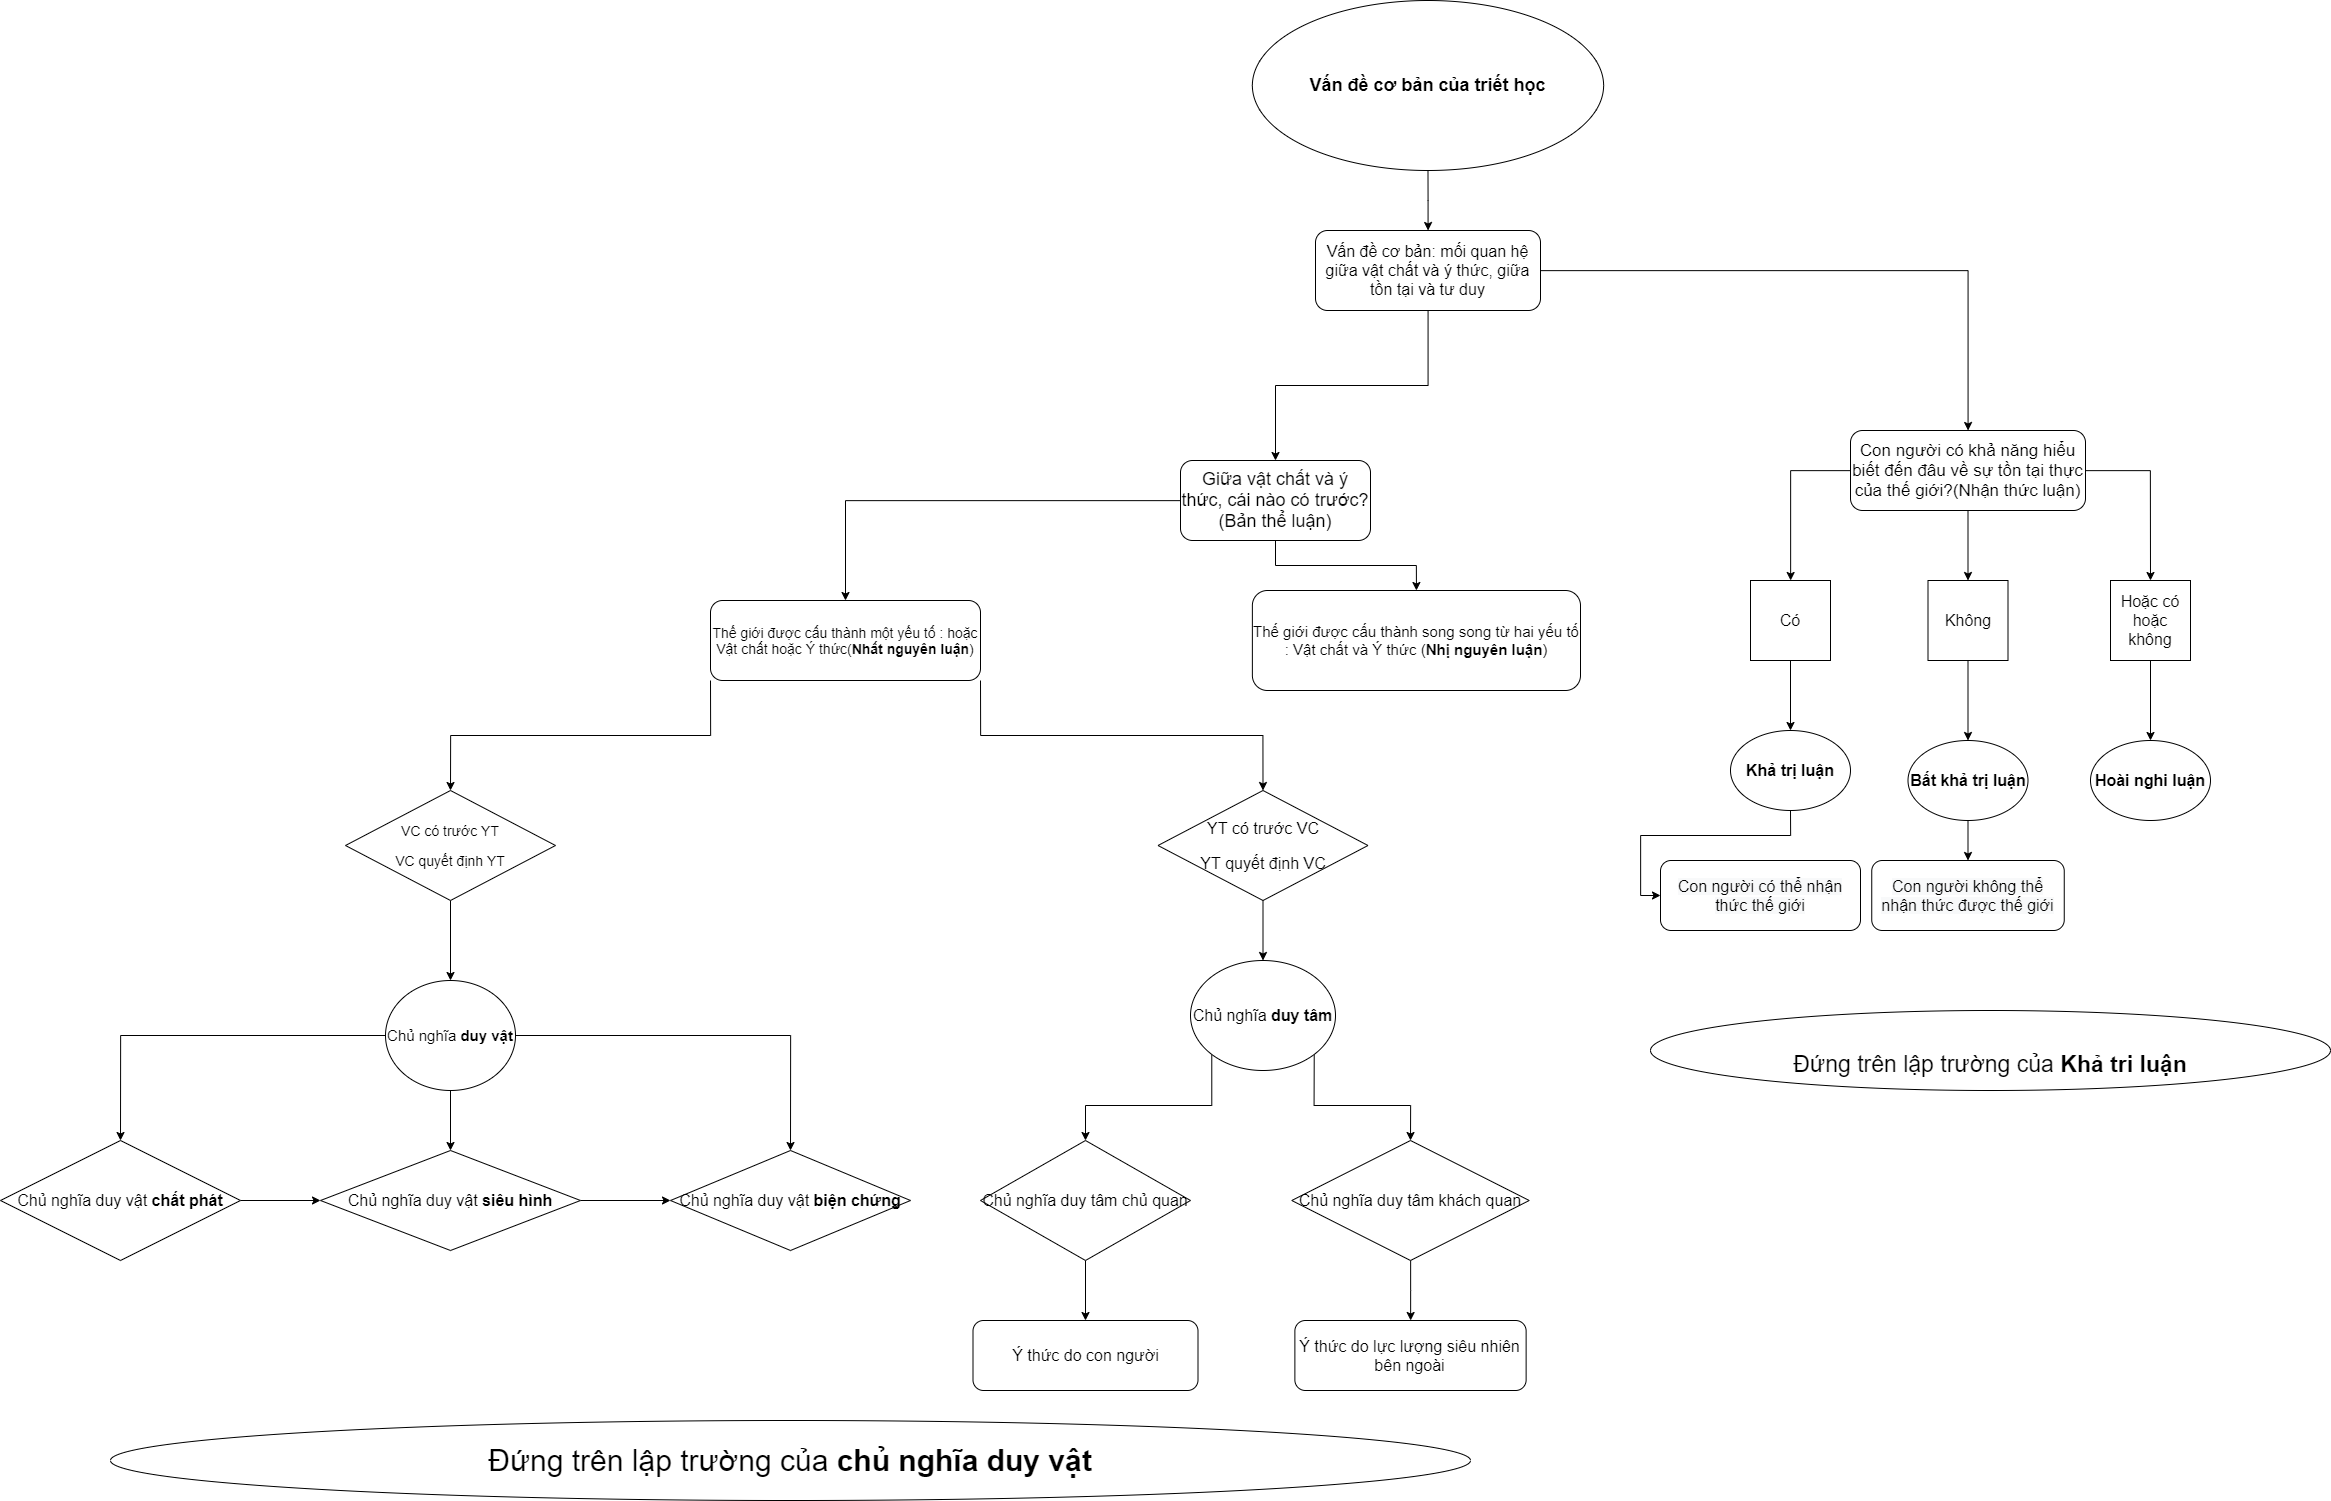 Vấn đề cơ bản của triết học
Vấn đề cơ bản: mối quan hệ
giữa vật chất và ý thức, giữa
tồn tại và tư duy
Giữa vật chất và ý
thức, cái nào có trước?
(Bản thể luận)
Con người có khả năng hiểu
biết đến đâu về sự tồn tại thực
của thế giới?(Nhận thức luận)
Thế giới được cấu thành một yếu tố : hoặc
Vật chất hoặc Ý thức(Nhất nguyên luận)
Thế giới được cấu thành song song từ hai yếu tố
: Vật chất và Ý thức (Nhị nguyên luận)
Có
Không
Hoặc có
hoặc
không
Khả trị luận
Bất khả trị luận
Hoài nghi luận
VC có trước YT
VC quyết định YT
YT có trước VC
YT quyết định VC
Con người có thể nhận
thức thế giới
Con người không thể
nhận thức được thế giới
Chủ nghĩa duy vật
Chủ nghĩa duy tâm
Đứng trên lập trường của Khả tri luận
Chủ nghĩa duy vật chất phát
Chủ nghĩa duy vật siêu hình
Chủ nghĩa duy vật biện chứng
Chủ nghĩa duy tâm chủ quan
Chủ nghĩa duy tâm khách quan
Ý thức do con người
Ý thức do lực lượng siêu nhiên
bên ngoài
Đứng trên lập trường của chủ nghĩa duy vật